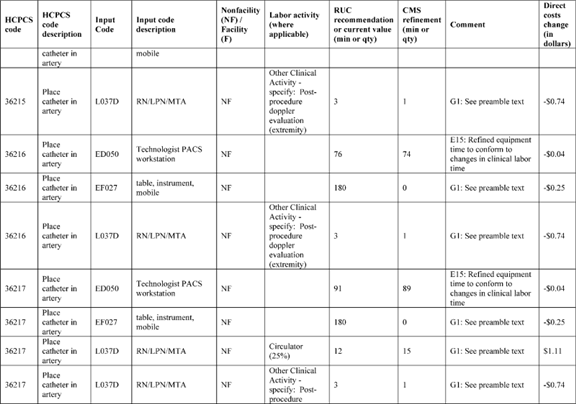 HCPCS code | HCPCS code description | Input Code | Input code description | Nonfacility (NF) / Facility (F) | Labor activity (where applicable) | RUC recommendation or current value (min or qty) | CMS refinement (min or qty) | Comment | Direct costs change (in dollars)
catheter in artery | mobile
36215 | Place catheter in artery | L037D | RN/LPN/MTA | NF | Other Clinical Activity - specify: Post-procedure doppler evaluation (extremity) | 3 | 1 | G1: See preamble text | -$0.74
36216 | Place catheter in artery | ED050 | Technologist PACS workstation | NF | 76 | 74 | E15: Refined equipment time to conform to changes in clinical labor time | -$0.04
36216 | Place catheter in artery | EF027 | table, instrument, mobile | NF | 180 | 0 | G1: See preamble text | -$0.25
36216 | Place catheter in artery | L037D | RN/LPN/MTA | NF | Other Clinical Activity - specify: Post-procedure doppler evaluation (extremity) | 3 | 1 | G1: See preamble text | -$0.74
36217 | Place catheter in artery | ED050 | Technologist PACS workstation | NF | 91 | 89 | E15: Refined equipment time to conform to changes in clinical labor time | -$0.04
36217 | Place catheter in artery | EF027 | table, instrument, mobile | NF | 180 | 0 | G1: See preamble text | -$0.25
36217 | Place catheter in artery | L037D | RN/LPN/MTA | NF | Circulator (25%) | 12 | 15 | G1: See preamble text | $1.11
36217 | Place catheter in artery | L037D | RN/LPN/MTA | NF | Other Clinical Activity - specify: Post-procedure | 3 | 1 | G1: See preamble text | -$0.74